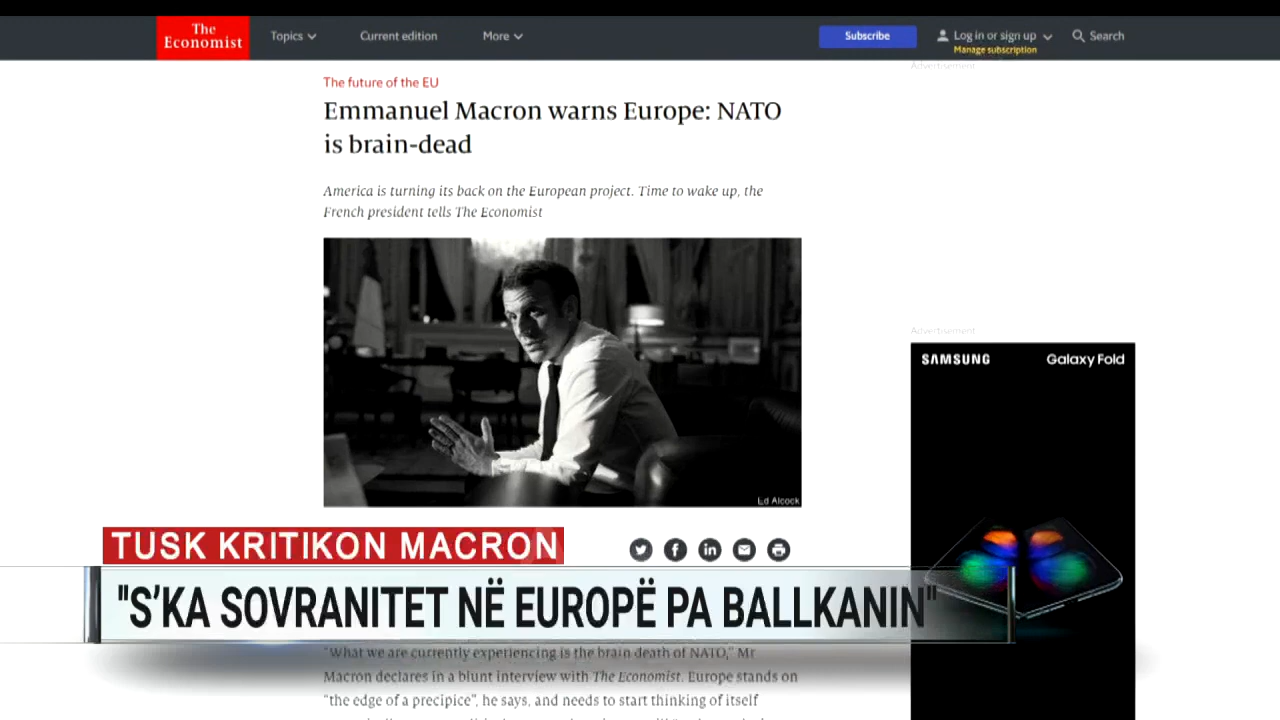 The
Economist
Topics
Current edition
More
Subscribe
Log in or sign up
Manage subscription
Search
Advertisement
The future of the EU
Emmanuel Macron warns Europe: NATO
is brain-dead
America is turning its back on the European project. Time to wake up, the
French president tells The Economist
Ed Alcock
Advertisement
SAMSUNG
Galaxy Fold
TUSK KRITIKON MACRON
"S'KA SOVRANITET NË EUROPË PA BALLKANIN"
"What we are currently experiencing is the brain death of NATO," Mr
Macron declares in a blunt interview with The Economist. Europe stands on
"the edge of a precipice", he says, and needs to start thinking of itself